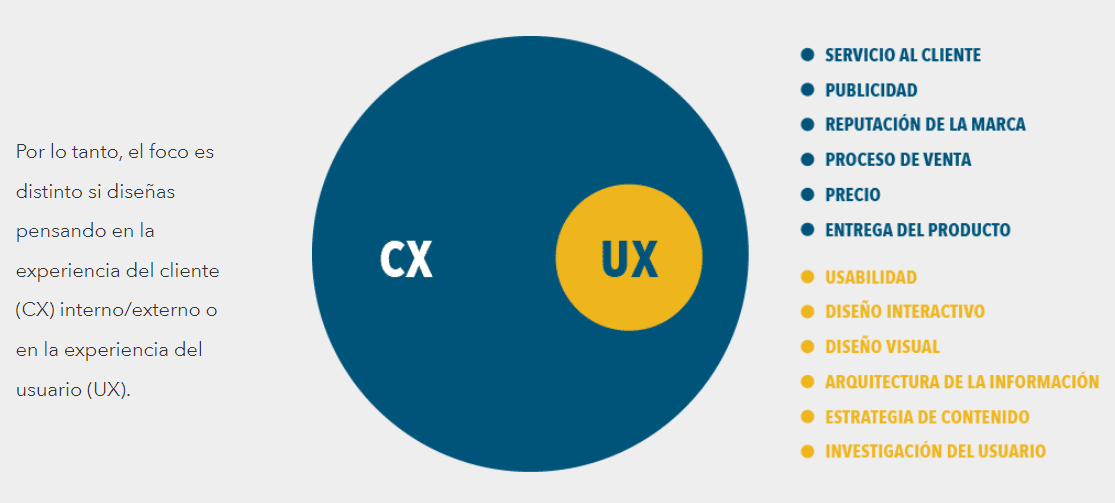 Por lo tanto, el foco es
distinto si diseñas
pensando en la
experiencia del cliente
(CX) interno/externo o
en la experiencia del
usuario (UX).
CX
UX
SERVICIO AL CLIENTE
PUBLICIDAD
REPUTACIÓN DE LA MARCA
PROCESO DE VENTA
PRECIO
ENTREGA DEL PRODUCTO
USABILIDAD
DISEÑO INTERACTIVO
DISEÑO VISUAL
ARQUITECTURA DE LA INFORMACIÓN
ESTRATEGIA DE CONTENIDO
INVESTIGACIÓN DEL USUARIO